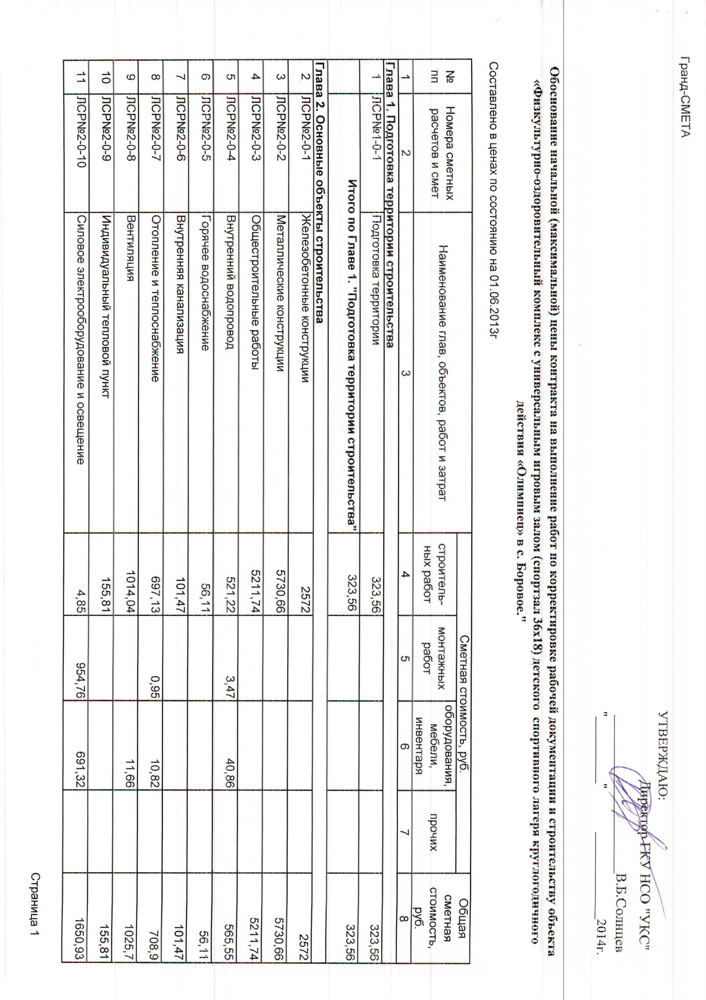 Гранд-СМЕТА
УТВЕРЖДАЮ:
Директор ГКУ НСО "УКС"
В.Б.Солнцев
" " 2014г.
Обоснование начальной (максимальной) цены контракта на выполнение работ по корректировке рабочей документации и строительству объекта
«Физкультурно-оздоровительный комплекс с универсальным игровым залом (спортзал 36х18) детского спортивного лагеря круглогодичного
действия «Олимпиец» в с. Боровое."
Составлено в ценах по состоянию на 01.06.2013г
№ пп | Номера сметных расчетов и смет | Наименование глав, объектов, работ и затрат | Сметная стоимость, руб. | Общая сметная стоимость, руб.
строитель-ных работ | монтажных работ | оборудования, мебели, инвентаря | прочих
1 2 3 4 5 6 7 8
Глава 1. Подготовка территории строительства
1 ЛСР№1-0-1 Подготовка территории 323,56 323,56
Итого по Главе 1. "Подготовка территории строительства" 323,56 323,56
Глава 2. Основные объекты строительства
2 ЛСР№2-0-1 Железобетонные конструкции 2572 2572
3 ЛСР№2-0-2 Металлические конструкции 5730,66 5730,66
4 ЛСР№2-0-3 Общестроительные работы 5211,74 5211,74
5 ЛСР№2-0-4 Внутренний водопровод 521,22 3,47 40,86 565,55
6 ЛСР№2-0-5 Горячее водоснабжение 56,11 56,11
7 ЛСР№2-0-6 Внутренняя канализация 101,47 101,47
8 ЛСР№2-0-7 Отопление и теплоснабжение 697,13 0,95 10,82 708,9
9 ЛСР№2-0-8 Вентиляция 1014,04 11,66 1025,7
10 ЛСР№2-0-9 Индивидуальный тепловой пункт 155,81 155,81
11 ЛСР№2-0-10 Силовое электрооборудование и освещение 4,85 954,76 691,32 1650,93
Страница 1